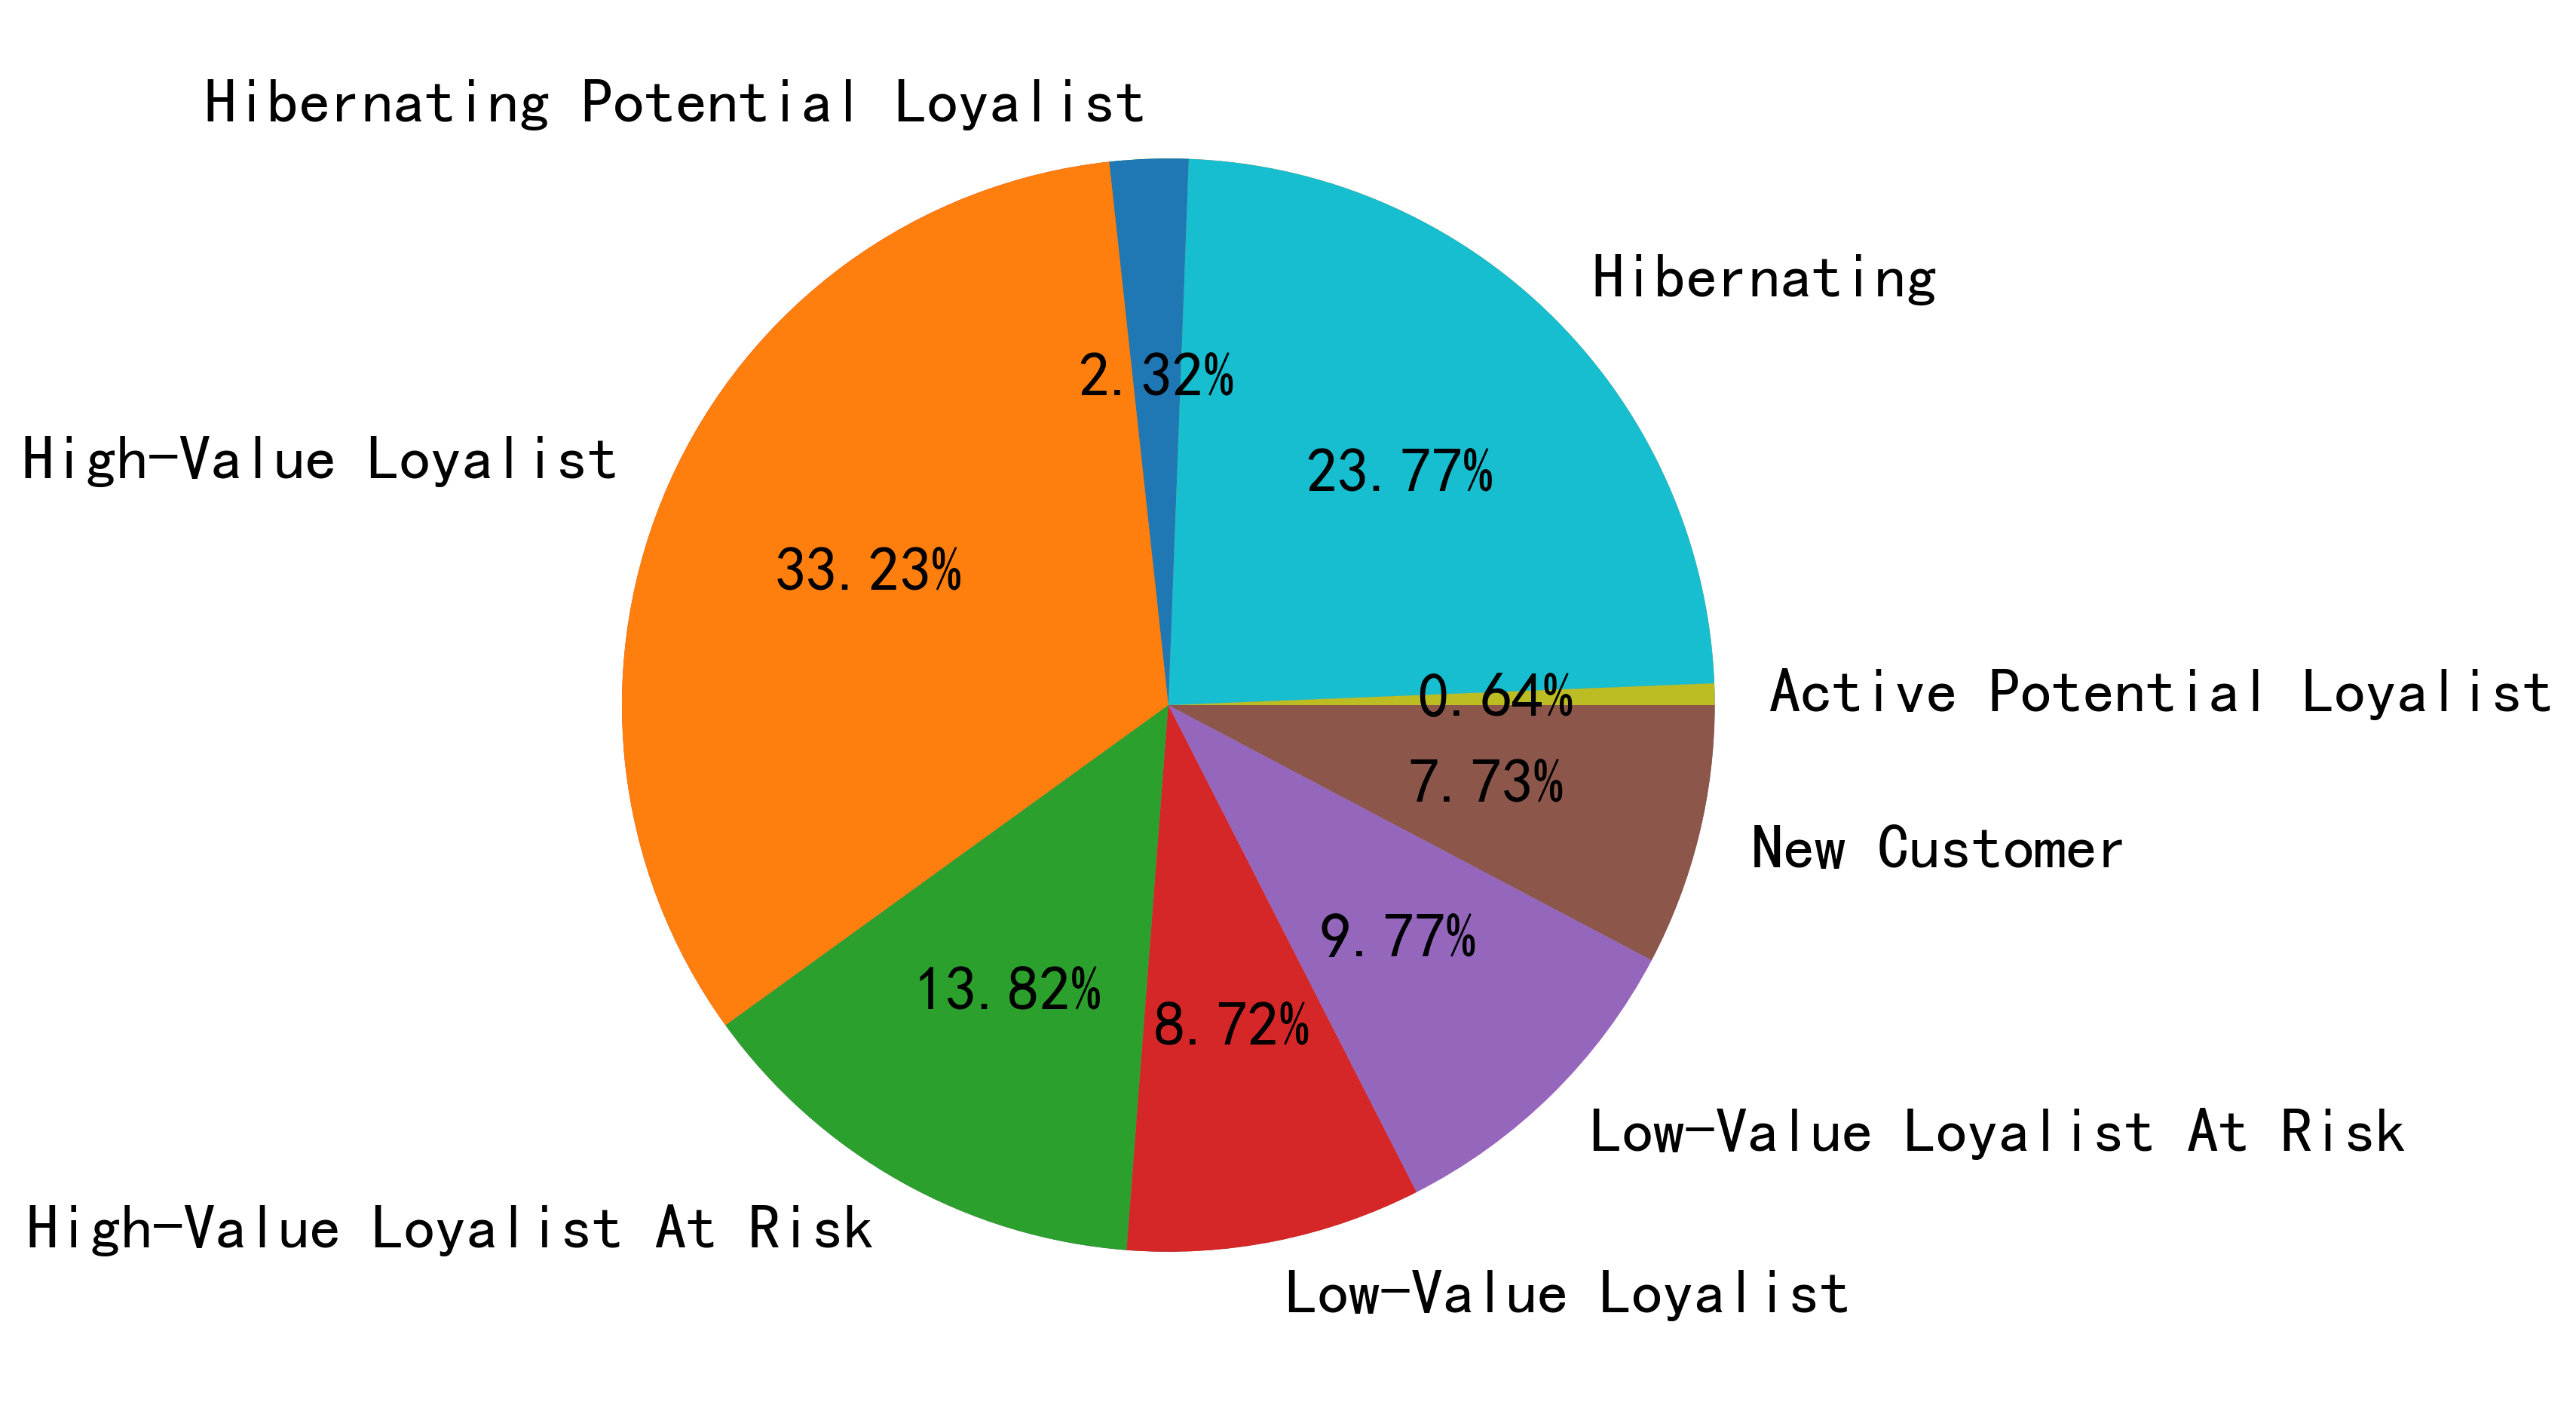 Hibernating Potential Loyalist
Hibernating
2.32%
23.77%
High-Value Loyalist
33.23%
0.64%
Active Potential Loyalist
7.73%
New Customer
9.77%
13.82%
8.72%
Low-Value Loyalist At Risk
High-Value Loyalist At Risk
Low-Value Loyalist